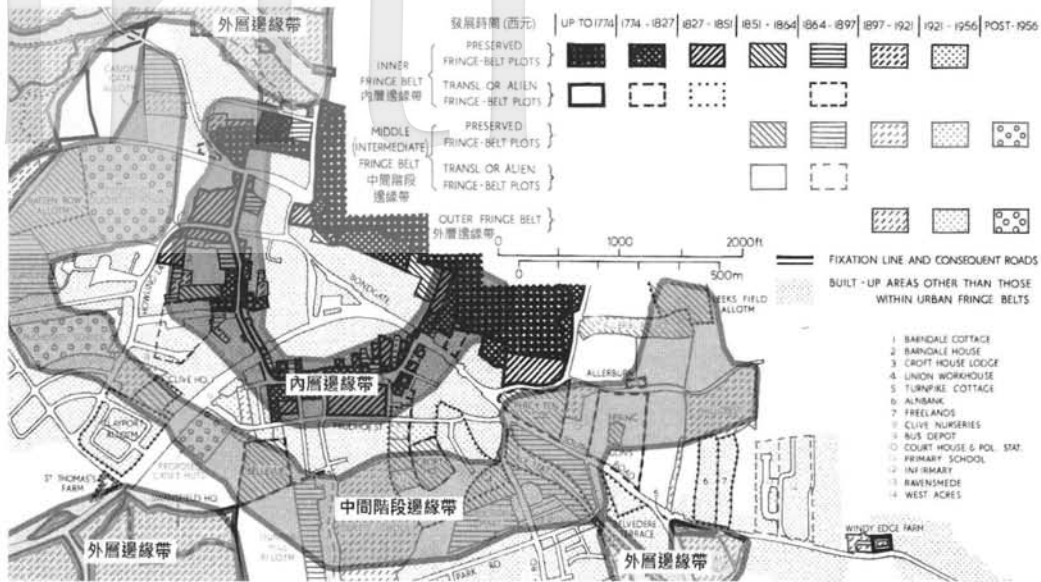 外層邊緣帶
發展時間(西元)
UP TO 1774
1774 - 1827
1827 - 1851
1851 - 1864
1864 - 1897
1897 - 1921
1921 - 1956
POST-1956
INNER
FRINGE BELT
內層邊緣帶
PRESERVED
FRINGE-BELT PLOTS
TRANSL OR ALIEN
FRINGE-BELT PLOTS
MIDDLE
(INTERMEDIATE)
FRINGE BELT
中間階段
邊緣帶
PRESERVED
FRINGE-BELT PLOTS
TRANSL OR ALIEN
FRINGE-BELT PLOTS
OUTER FRINGE BELT
外層邊緣帶
0
1000
2000ft
0
500m
FIXATION LINE AND CONSEQUENT ROADS
BUILT-UP AREAS OTHER THAN THOSE
WITHIN URBAN FRINGE BELTS
1 BARNDALE COTTAGE
2 BARNDALE HOUSE
3 CROFT HOUSE LODGE
4 UNION WORKHOUSE
5 TURNPIKE COTTAGE
6 ALNBANK
7 FREELANDS
8 CLIVE NURSERIES
9 BUS DEPOT
10 COURT HOUSE & POL. STAT.
11 PRIMARY SCHOOL
12 INFIRMARY
13 RAVENSMEDE
14 WEST ACRES
BONDGATE
FIELD
ALLOTM
ALLERBURN
內層邊緣帶
CLIVE HO.
ST THOMAS'S
FARM
中間階段邊緣帶
BELVEDERE
TERRACE
6
7
WINDY EDGE FARM
外層邊緣帶
PARK RD
外層邊緣帶